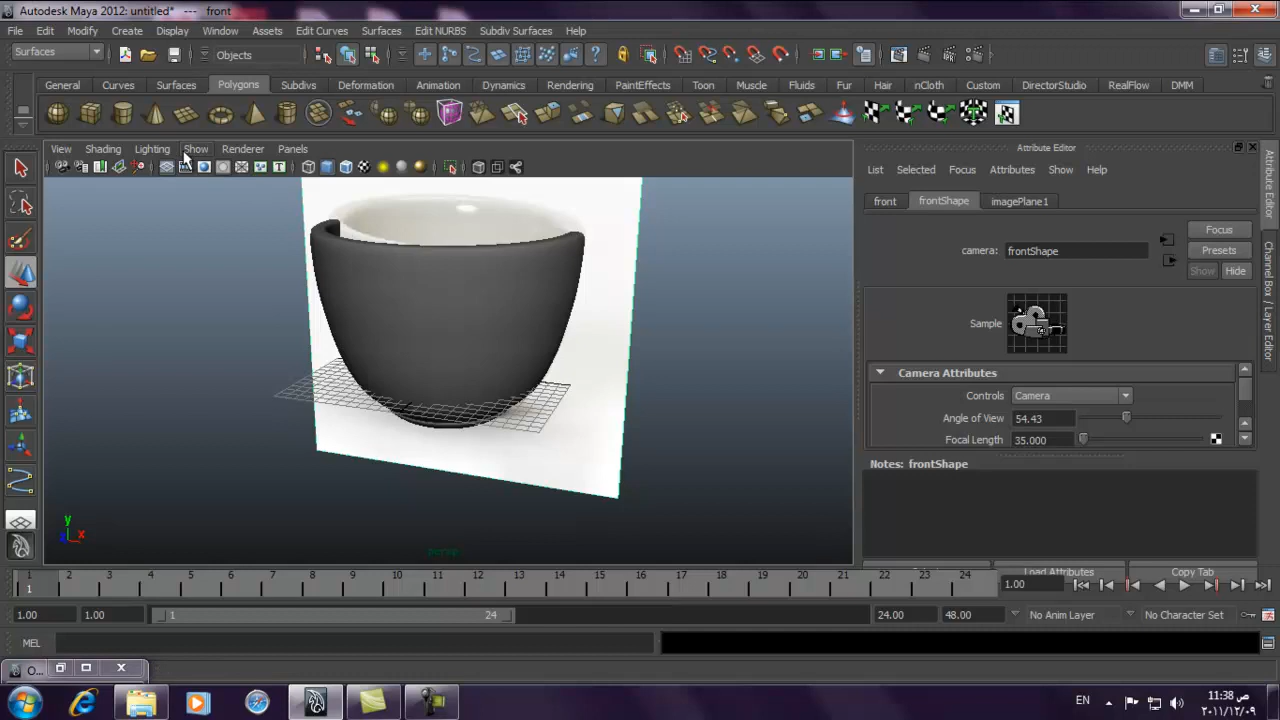 Autodesk Maya 2012: untitled* --- front
File Edit Modify Create Display Window Assets Edit Curves Surfaces Edit NURBS Subdiv Surfaces Help
Surfaces Objects
General Curves Surfaces Polygons Subdivs Deformation Animation Dynamics Rendering PaintEffects Toon Muscle Fluids Fur Hair nCloth Custom DirectorStudio RealFlow DMM
View Shading Lighting Show Renderer Panels
Attribute Editor
List Selected Focus Attributes Show Help
front frontShape imagePlane1
Focus
camera: frontShape Presets
Show Hide
Sample
Camera Attributes
Controls Camera
Angle of View 54.43
Focal Length 35.000
Notes: frontShape
Load Attributes Copy Tab
Attribute Editor
Channel Box / Layer Editor
y
x
persp
1 2 3 4 5 6 7 8 9 10 11 12 13 14 15 16 17 18 19 20 21 22 23 24
1 1.00
1.00 1.00 1 24 24.00 48.00 No Anim Layer No Character Set
MEL
O...
EN 11:38 ص
٢٠١١/١٢/٠٩